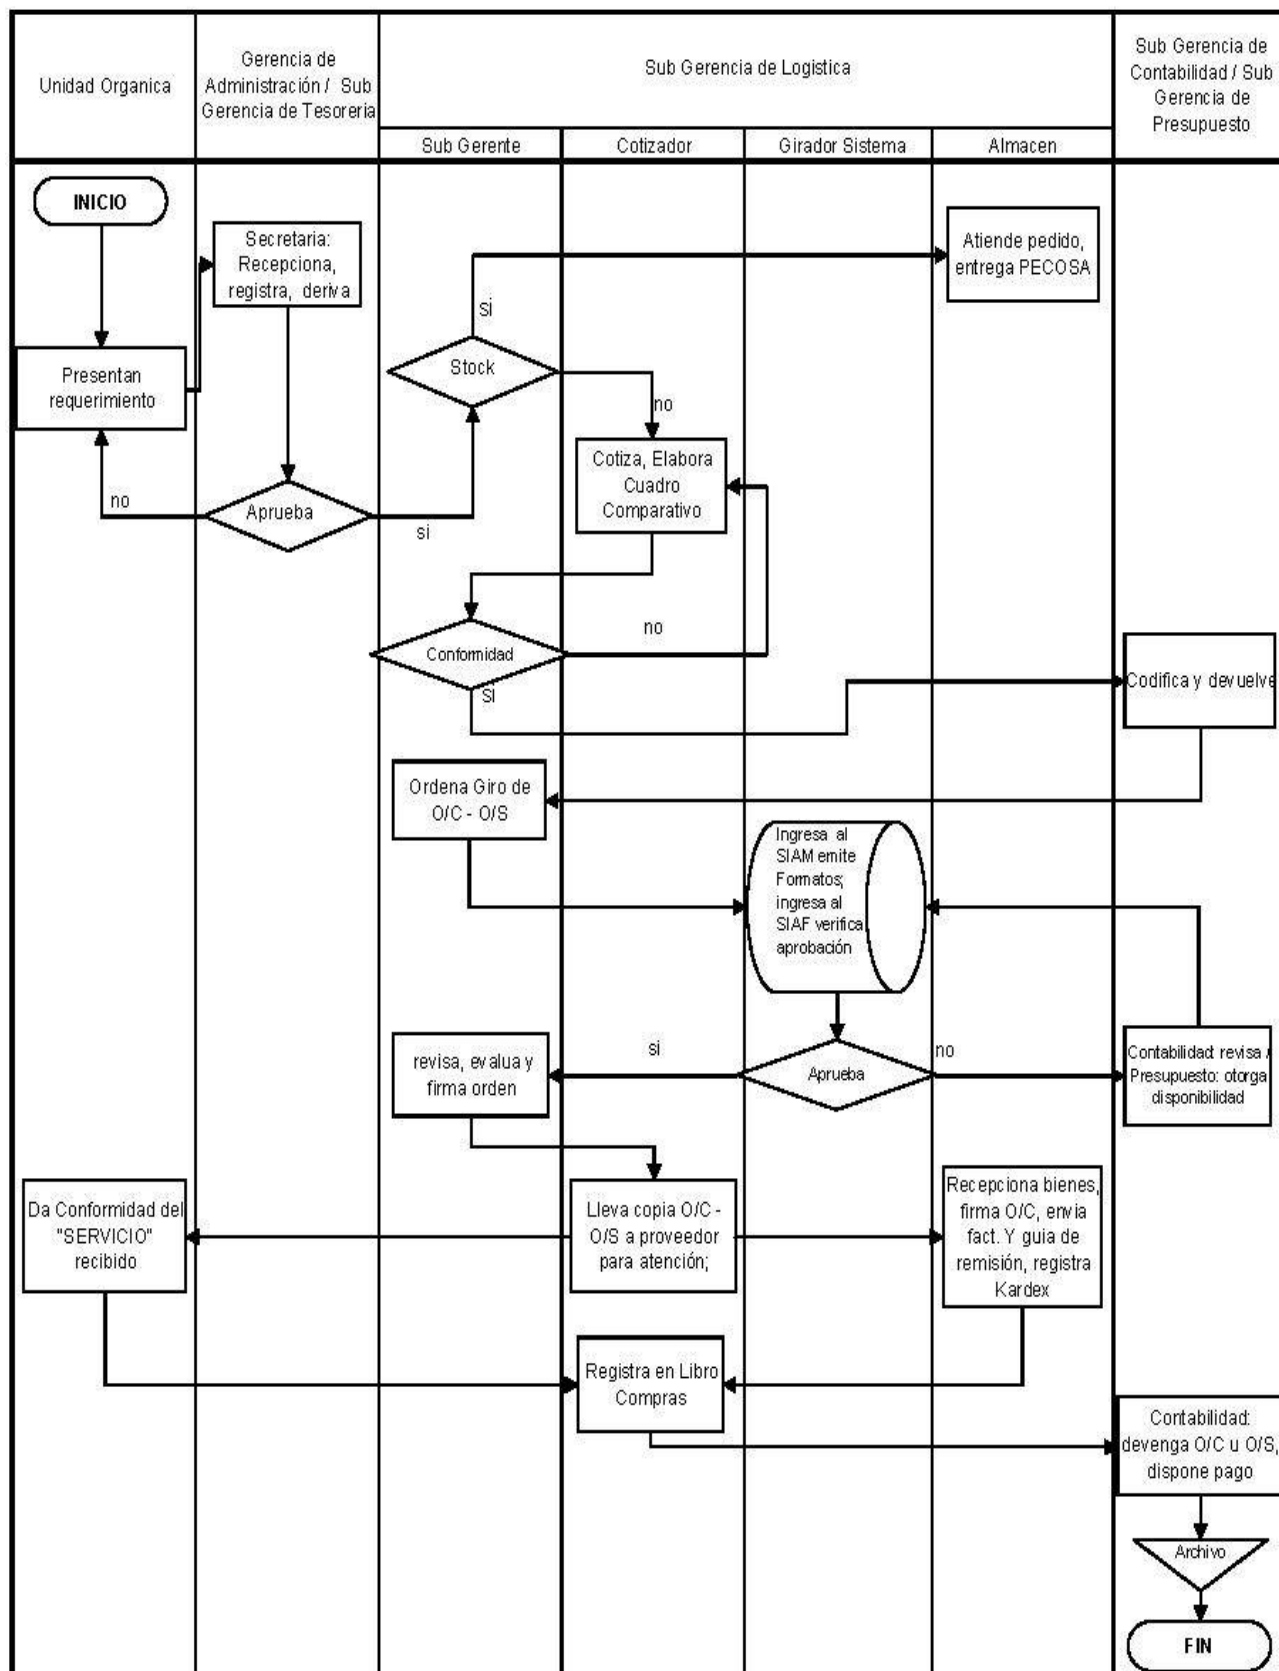 Unidad Organica
Gerencia de
Administración / Sub
Gerencia de Tesoreria
Sub Gerencia de Logistica
Sub Gerencia de
Contabilidad / Sub
Gerencia de
Presupuesto
Sub Gerente
Cotizador
Girador Sistema
Almacen
INICIO
Secretaria:
Recepciona,
registra, deriva
Atiende pedido,
entrega PECOSA
si
Presentan
requerimiento
Stock
no
Cotiza, Elabora
Cuadro
Comparativo
no
Aprueba
si
Conformidad
no
Si
Codifica y devuelve
Ordena Giro de
O/C - O/S
Ingresa al
SIAM emite
Formatos;
ingresa al
SIAF verifica
aprobación
revisa, evalua y
firma orden
si
Aprueba
no
Contabilidad: revisa /
Presupuesto: otorga
disponibilidad
Da Conformidad del
"SERVICIO"
recibido
Lleva copia O/C -
O/S a proveedor
para atención;
Recepciona bienes,
firma O/C, envia
fact. Y guia de
remisión, registra
Kardex
Registra en Libro
Compras
Contabilidad:
devenga O/C u O/S,
dispone pago
Archivo
FIN